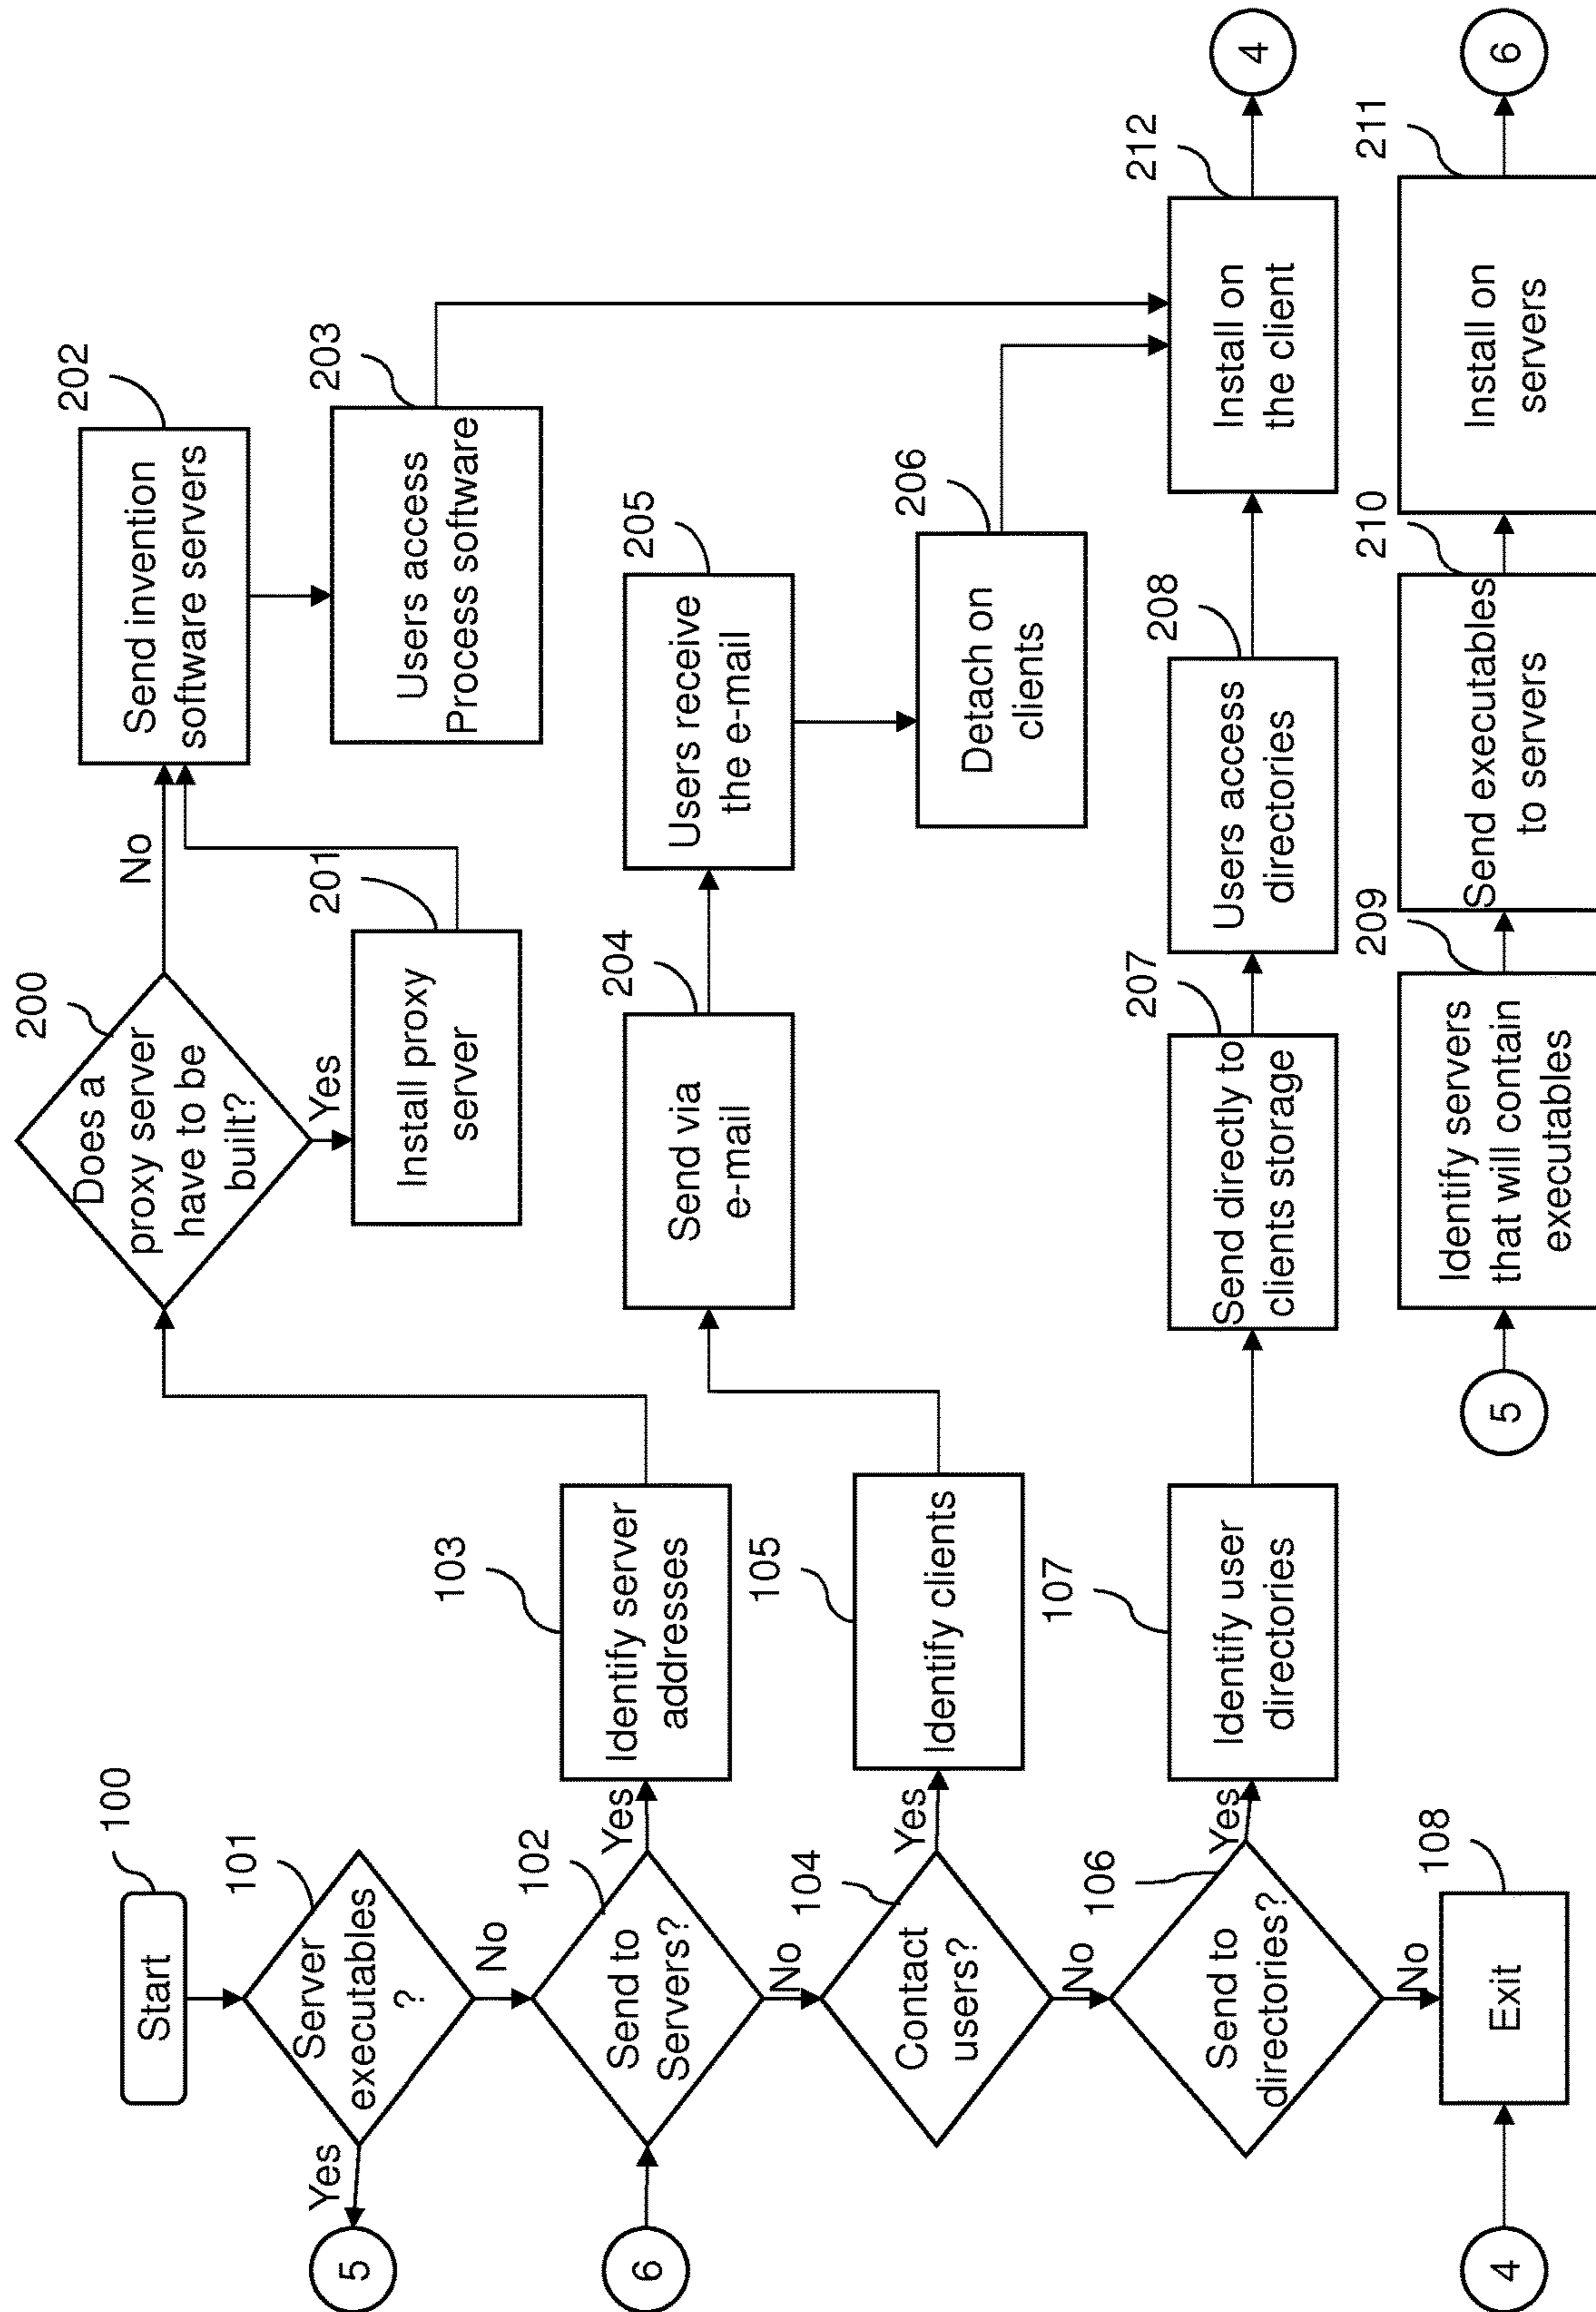 100
Start
101
Server
executables
?
Yes
5
No
102
Send to
Servers?
6
Yes
103
Identify server
addresses
No
104
Contact
users?
Yes
105
Identify clients
No
106
Send to
directories?
Yes
107
Identify user
directories
No
108
Exit
4
200
Does a
proxy server
have to be
built?
No
Yes
201
Install proxy
server
202
Send invention
software servers
203
Users access
Process software
204
Send via
e-mail
205
Users receive
the e-mail
206
Detach on
clients
207
Send directly to
clients storage
208
Users access
directories
212
Install on
the client
4
5
209
Identify servers
that will contain
executables
210
Send executables
to servers
211
Install on
servers
6